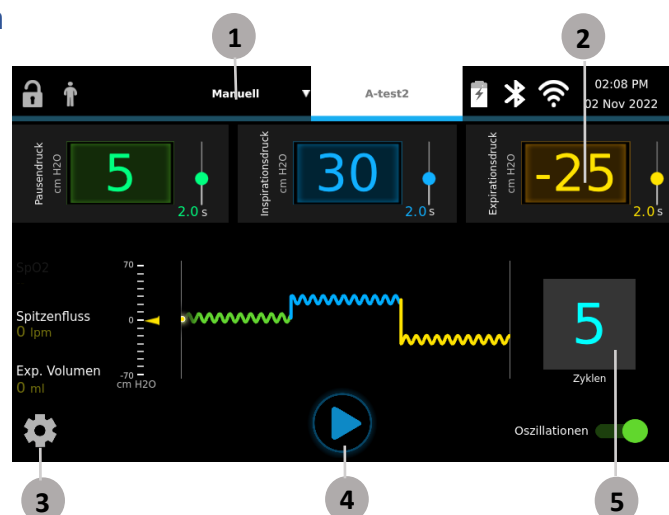 1
2
Manuell
A-test2
02:08 PM
02 Nov 2022
Pausendruck
cm H2O
5
2.0 s
Inspirationsdruck
cm H2O
30
2.0 s
Expirationsdruck
cm H2O
-25
2.0 s
SpO2
70
Spitzenfluss
0 lpm
0
Exp. Volumen
0 ml
-70
cm H2O
5
Zyklen
Oszillationen
3
4
5